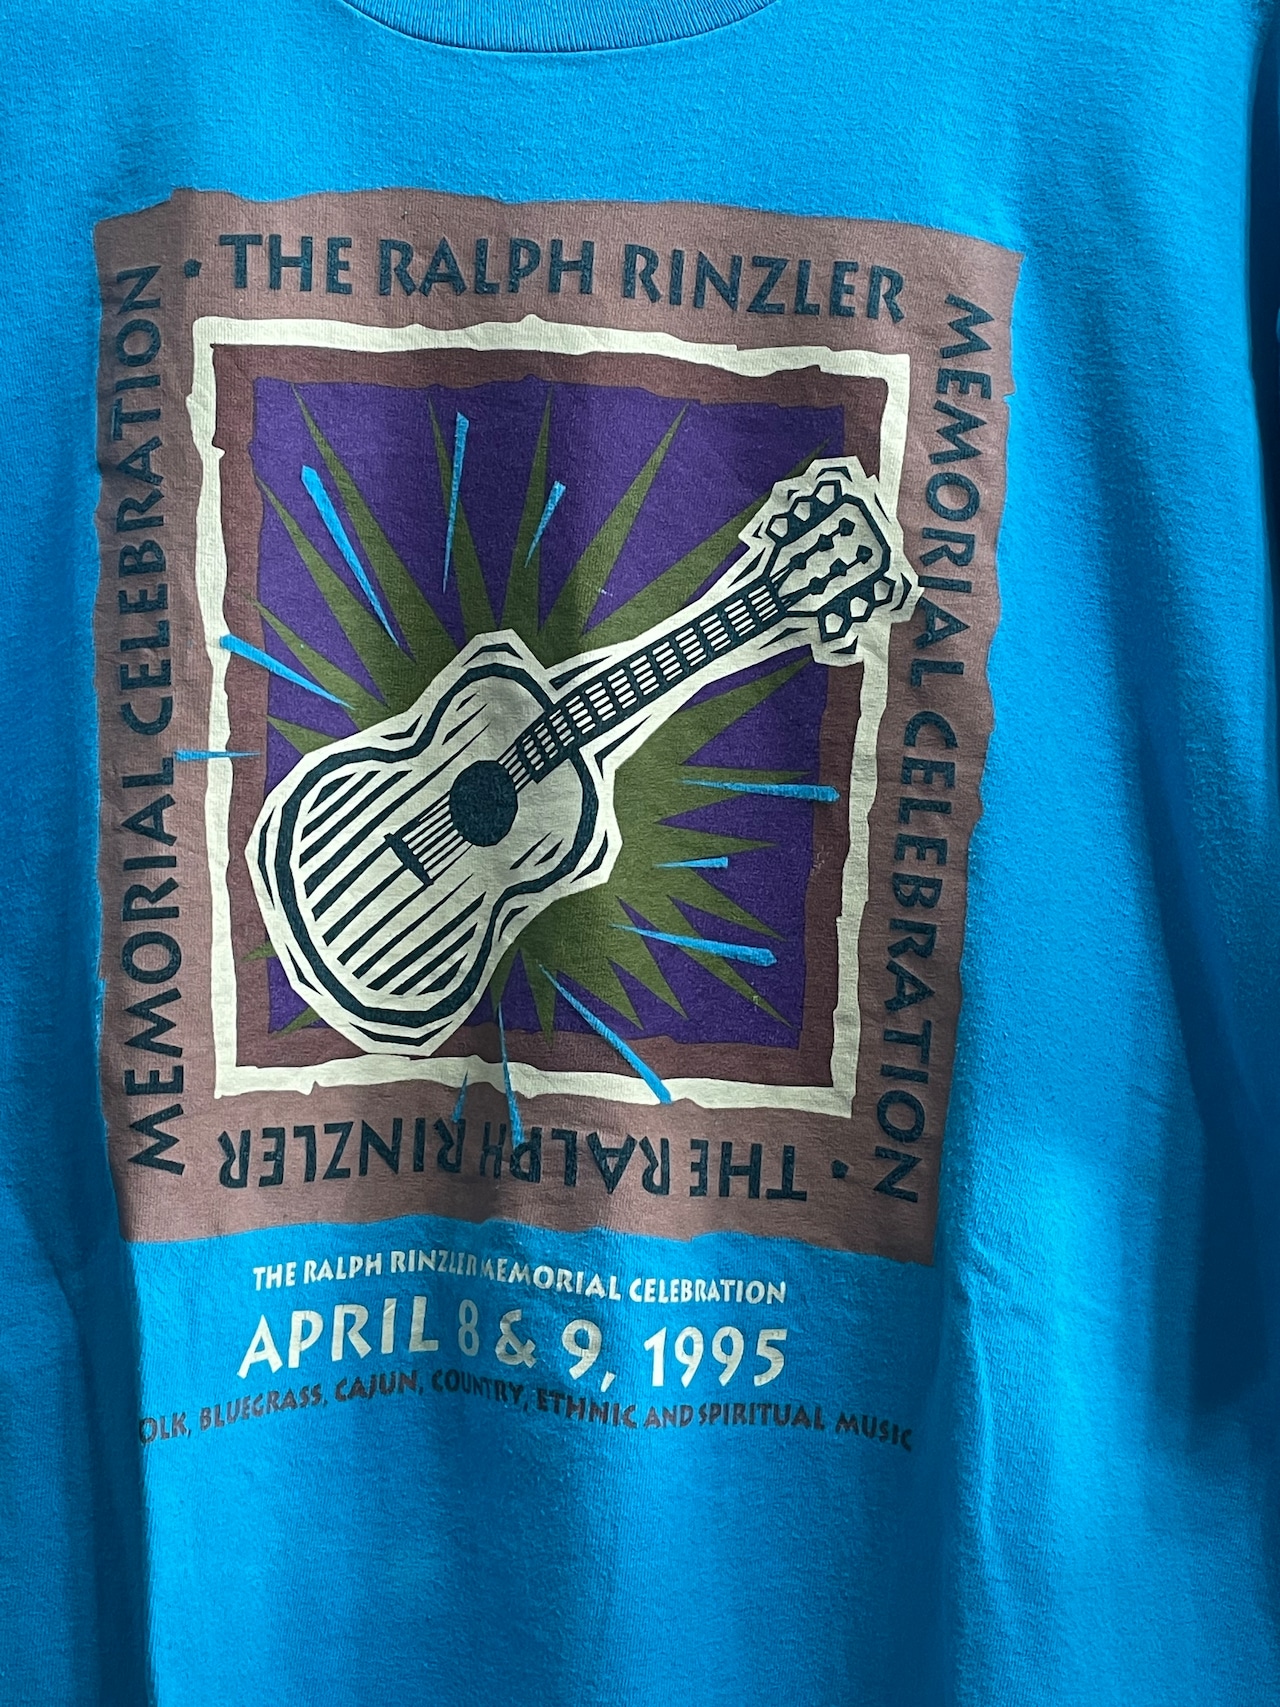 · THE RALPH RINZLER
MEMORIAL CELEBRATION
· THE RALPH RINZLER
MEMORIAL CELEBRATION
THE RALPH RINZLER MEMORIAL CELEBRATION
APRIL 8 & 9, 1995
OLK, BLUEGRASS, CAJUN, COUNTRY, ETHNIC AND SPIRITUAL MUSIC